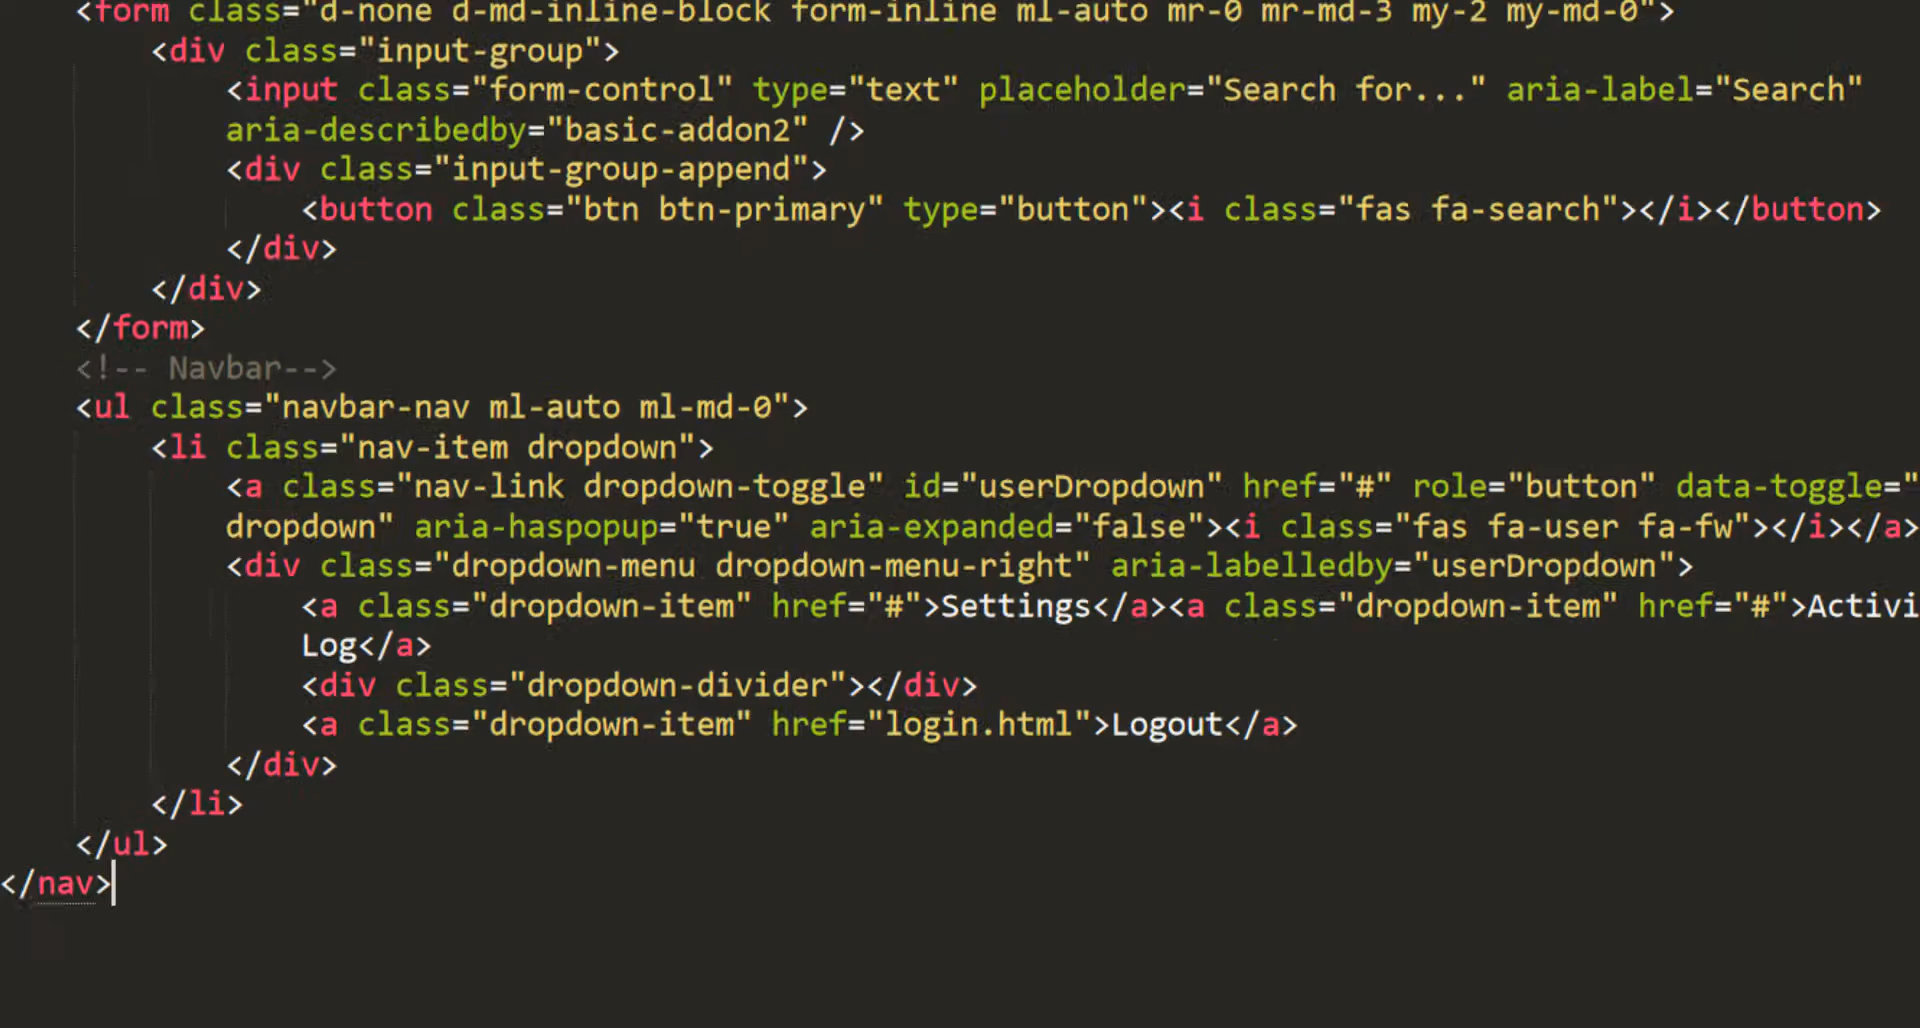 <form class="d-none d-md-inline-block form-inline ml-auto mr-0 mr-md-3 my-2 my-md-0">
<div class="input-group">
<input class="form-control" type="text" placeholder="Search for..." aria-label="Search"
aria-describedby="basic-addon2" />
<div class="input-group-append">
<button class="btn btn-primary" type="button"><i class="fas fa-search"></i></button>
</div>
</div>
</form>
<!-- Navbar-->
<ul class="navbar-nav ml-auto ml-md-0">
<li class="nav-item dropdown">
<a class="nav-link dropdown-toggle" id="userDropdown" href="#" role="button" data-toggle="
dropdown" aria-haspopup="true" aria-expanded="false"><i class="fas fa-user fa-fw"></i></a>
<div class="dropdown-menu dropdown-menu-right" aria-labelledby="userDropdown">
<a class="dropdown-item" href="#">Settings</a><a class="dropdown-item" href="#">Activi
Log</a>
<div class="dropdown-divider"></div>
<a class="dropdown-item" href="login.html">Logout</a>
</div>
</li>
</ul>
</nav>